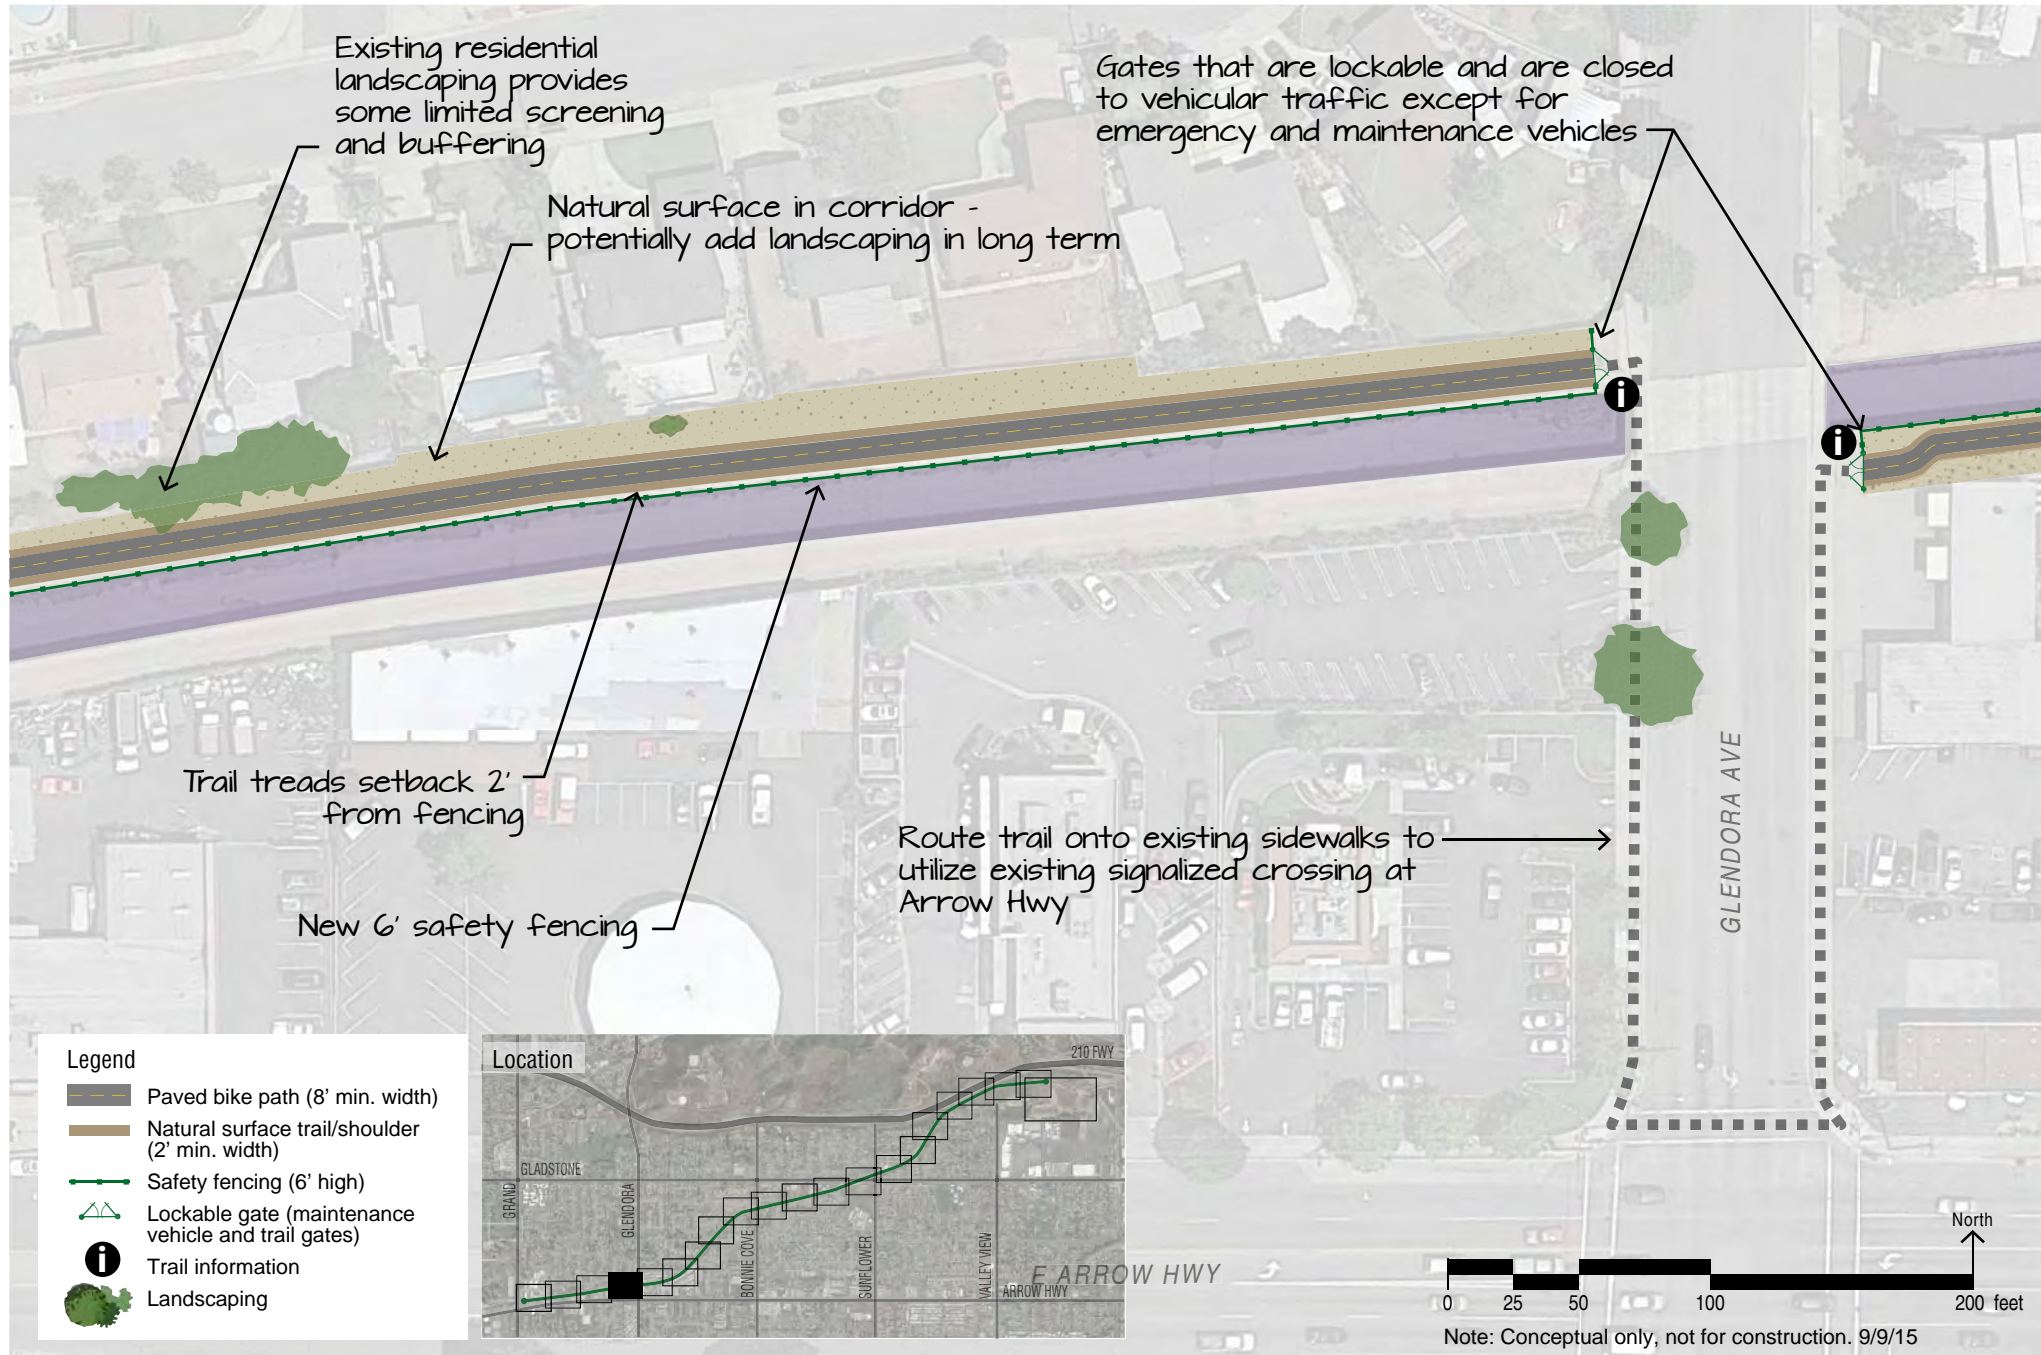 Existing residential
landscaping provides
some limited screening
and buffering
Natural surface in corridor -
potentially add landscaping in long term
Gates that are lockable and are closed
to vehicular traffic except for
emergency and maintenance vehicles
i
i
Trail treads setback 2'
from fencing
New 6' safety fencing
Route trail onto existing sidewalks to
utilize existing signalized crossing at
Arrow Hwy
GLENDORA AVE
E ARROW HWY
Legend
Paved bike path (8' min. width)
Natural surface trail/shoulder
(2' min. width)
Safety fencing (6' high)
Lockable gate (maintenance
vehicle and trail gates)
i
Trail information
Landscaping
Location
210 FWY
GLADSTONE
GRAND
GLENDORA
BONNIE COVE
SUNFLOWER
VALLEY VIEW
ARROW HWY
North
0 25 50 100 200 feet
Note: Conceptual only, not for construction. 9/9/15